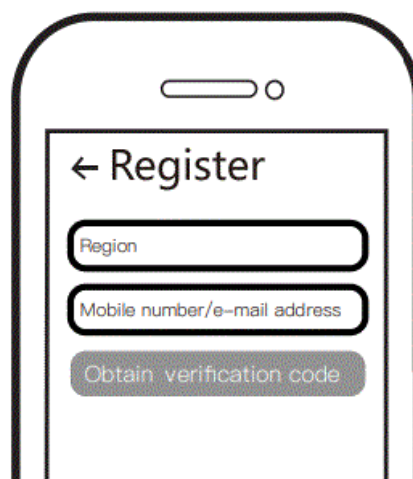 ← Register
Region
Mobile number/e-mail address
Obtain verification code